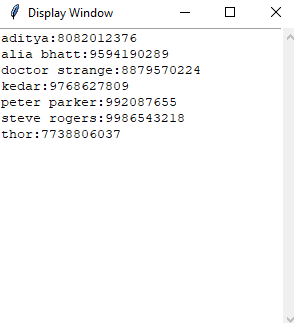 Display Window
aditya:8082012376
alia bhatt:9594190289
doctor strange:8879570224
kedar:9768627809
peter parker:992087655
steve rogers:9986543218
thor:7738806037